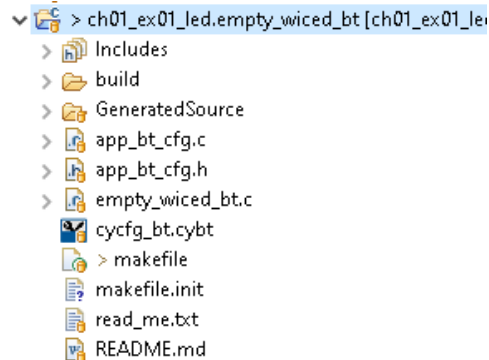 > ch01_ex01_led.empty_wiced_bt [ch01_ex01_le
Includes
build
GeneratedSource
app_bt_cfg.c
app_bt_cfg.h
empty_wiced_bt.c
cycfg_bt.cybt
> makefile
makefile.init
read_me.txt
README.md